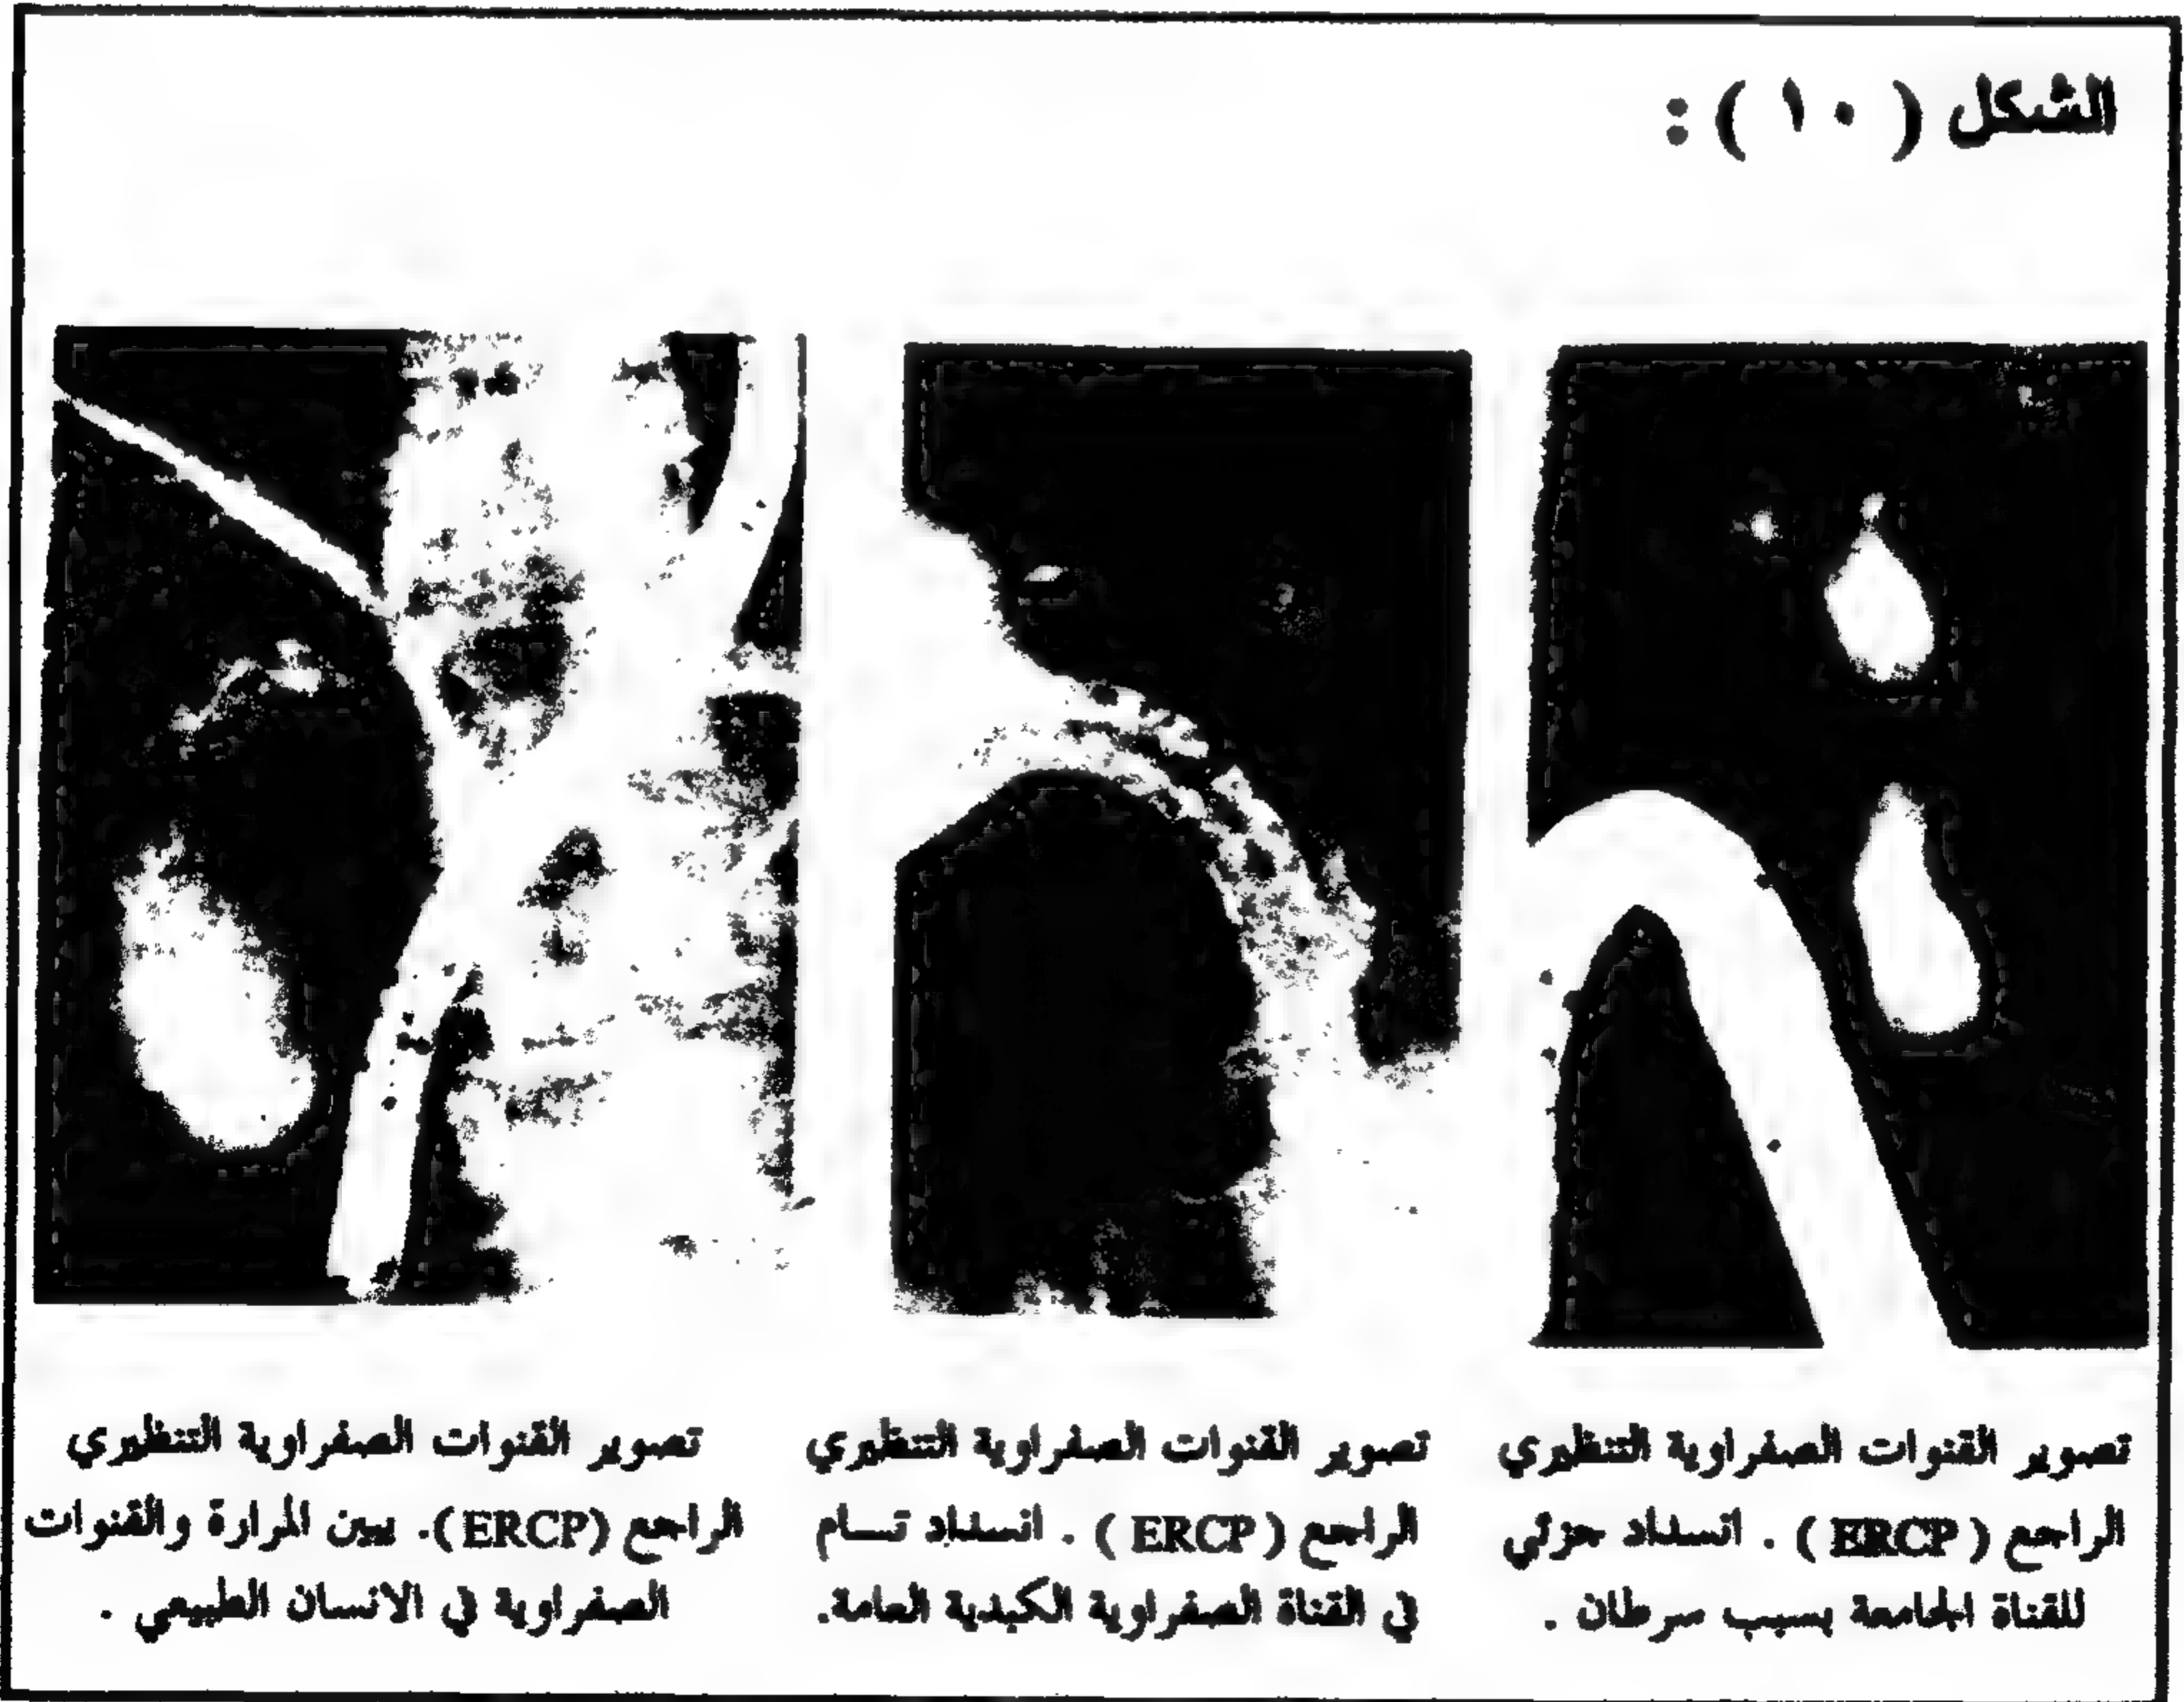 الشكل ( ١٠ ) :
تصوير القنوات الصفراوية التنظيري
الراجع ( ERCP ) . انسداد جزئي
للقناة الجامعة بسبب سرطان .
تصوير القنوات الصفراوية التنظيري
الراجع ( ERCP ) . انسداد تسام
في القناة الصفراوية الكبدية العامة.
تصوير القنوات الصفراوية التنظيري
الراجع (ERCP). يبين المرارة والقنوات
الصفراوية في الانسان الطبيعي .